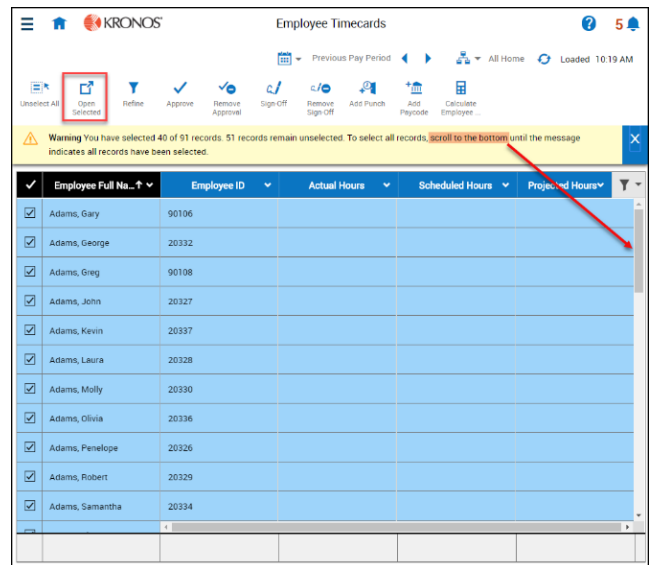 KRONOS
Employee Timecards
5
Previous Pay Period
All Home
Loaded 10:19 AM
Unselect All
Open Selected
Refine
Approve
Remove Approval
Sign-Off
Remove Sign-Off
Add Punch
Add Paycode
Calculate Employee ...
Warning You have selected 40 of 91 records. 51 records remain unselected. To select all records, scroll to the bottom until the message
indicates all records have been selected.
Employee Full Na... Employee ID Actual Hours Scheduled Hours Projected Hours
Adams, Gary 90106
Adams, George 20332
Adams, Greg 90108
Adams, John 20327
Adams, Kevin 20337
Adams, Laura 20328
Adams, Molly 20330
Adams, Olivia 20336
Adams, Penelope 20326
Adams, Robert 20329
Adams, Samantha 20334